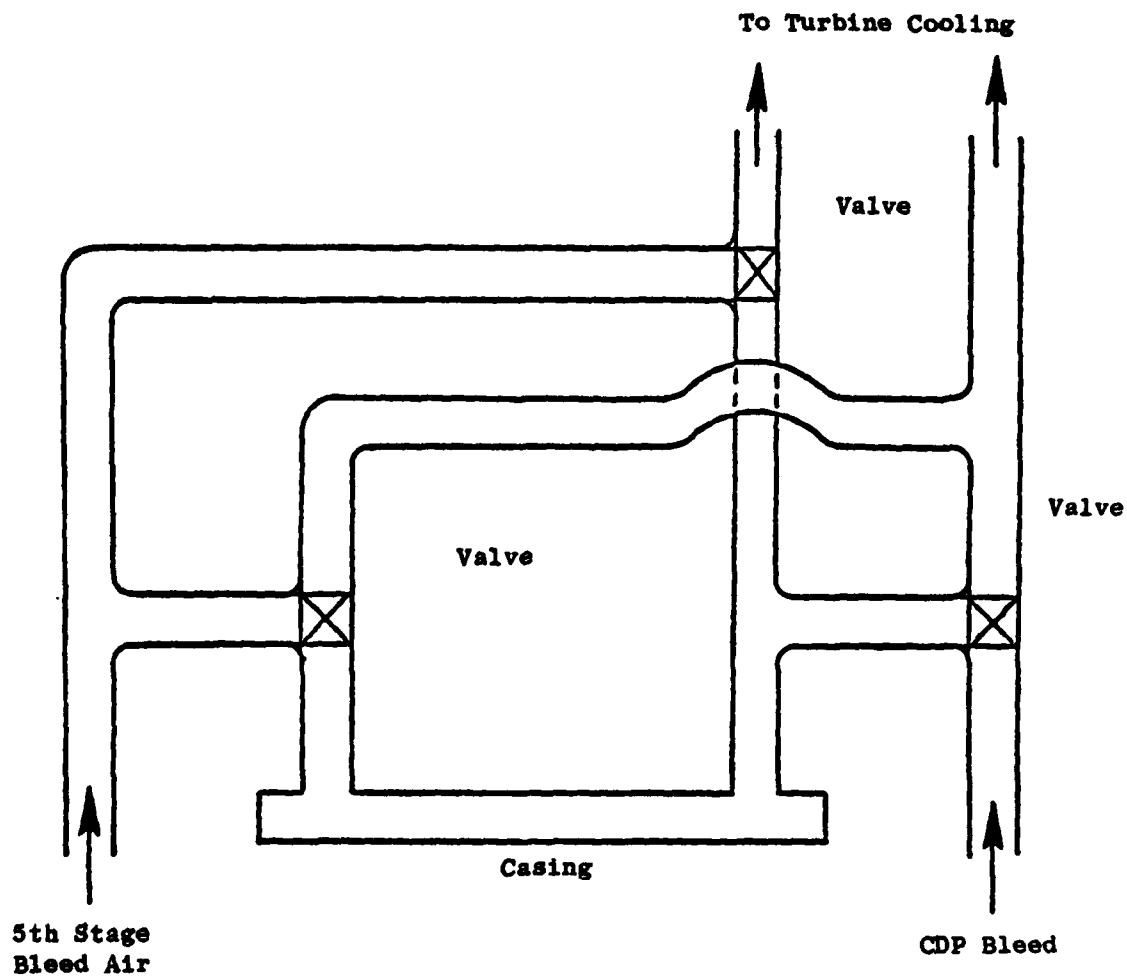 To Turbine Cooling
Valve
Valve
Valve
Casing
5th Stage
Bleed Air
CDP Bleed